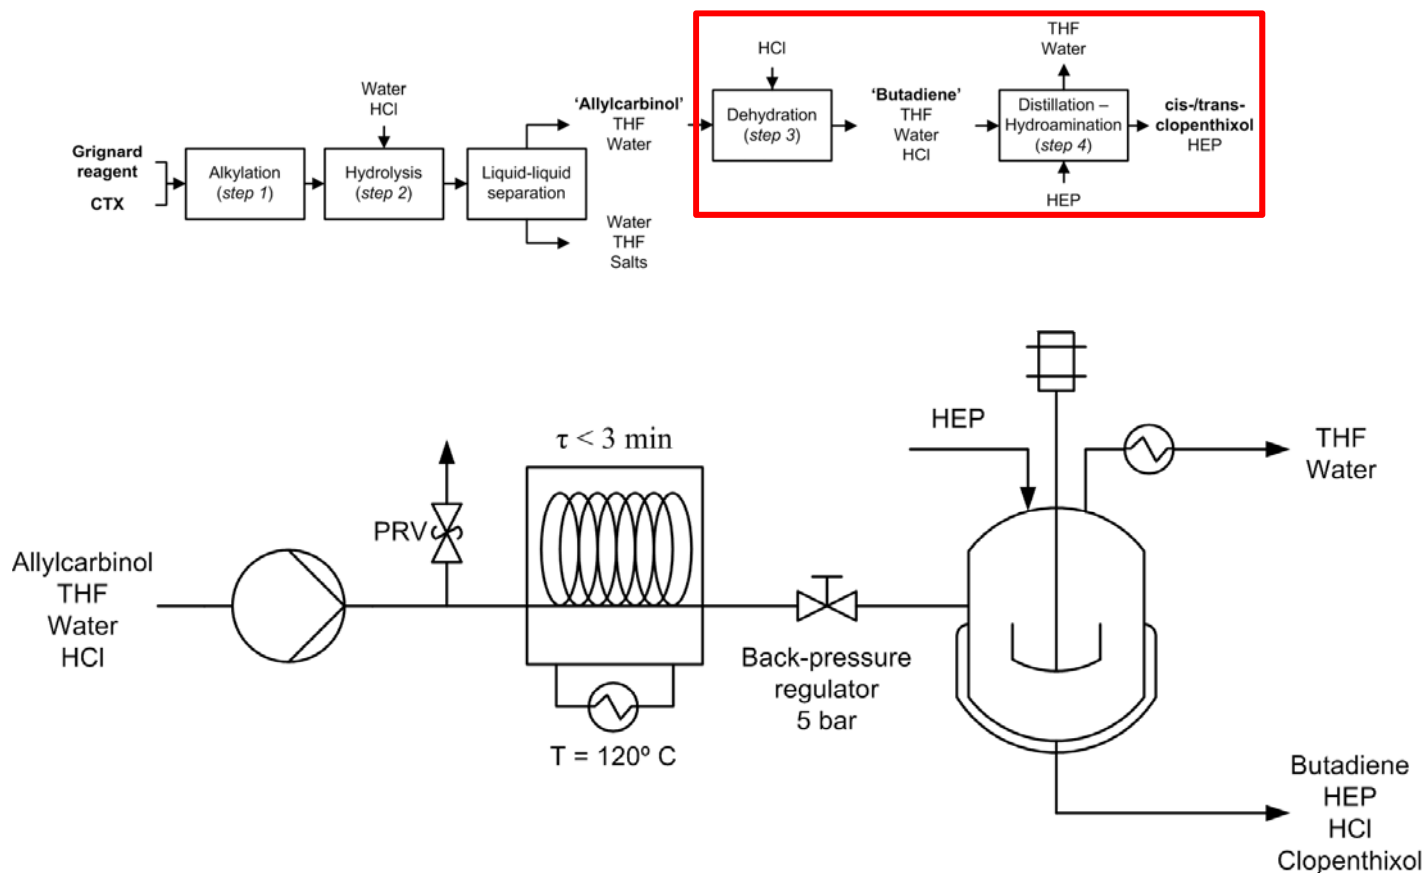 HCl
THF
Water
Water
HCl
'Allylcarbinol'
THF
Water
Dehydration
(step 3)
'Butadiene'
THF
Water
HCl
Distillation –
Hydroamination
(step 4)
cis-/trans-
clopenthixol
HEP
HEP
Grignard
reagent
CTX
Alkylation
(step 1)
Hydrolysis
(step 2)
Liquid-liquid
separation
Water
THF
Salts
τ < 3 min
HEP
THF
Water
PRV
Allylcarbinol
THF
Water
HCl
Back-pressure
regulator
5 bar
T = 120º C
Butadiene
HEP
HCl
Clopenthixol